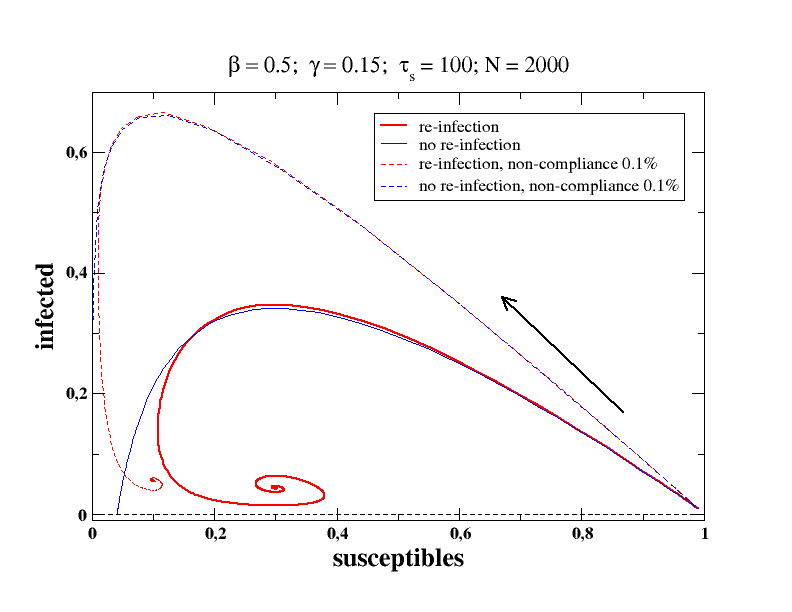 β = 0.5; γ = 0.15; τs = 100; N = 2000
re-infection
no re-infection
re-infection, non-compliance 0.1%
no re-infection, non-compliance 0.1%
0,6
0,4
0,2
0
infected
0 0,2 0,4 0,6 0,8 1
susceptibles